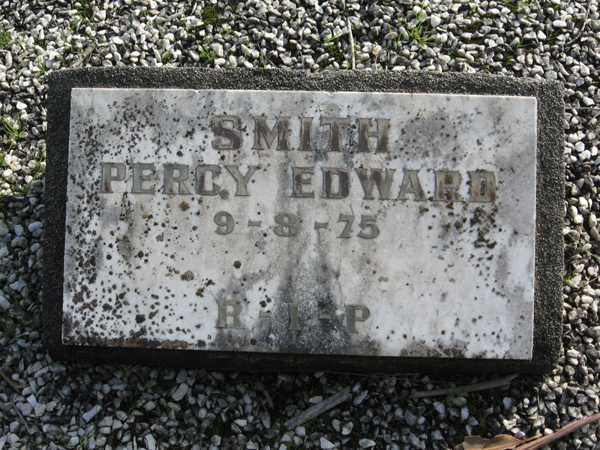 SMITH
PERCY EDWARD
9-8-75
R-I-P